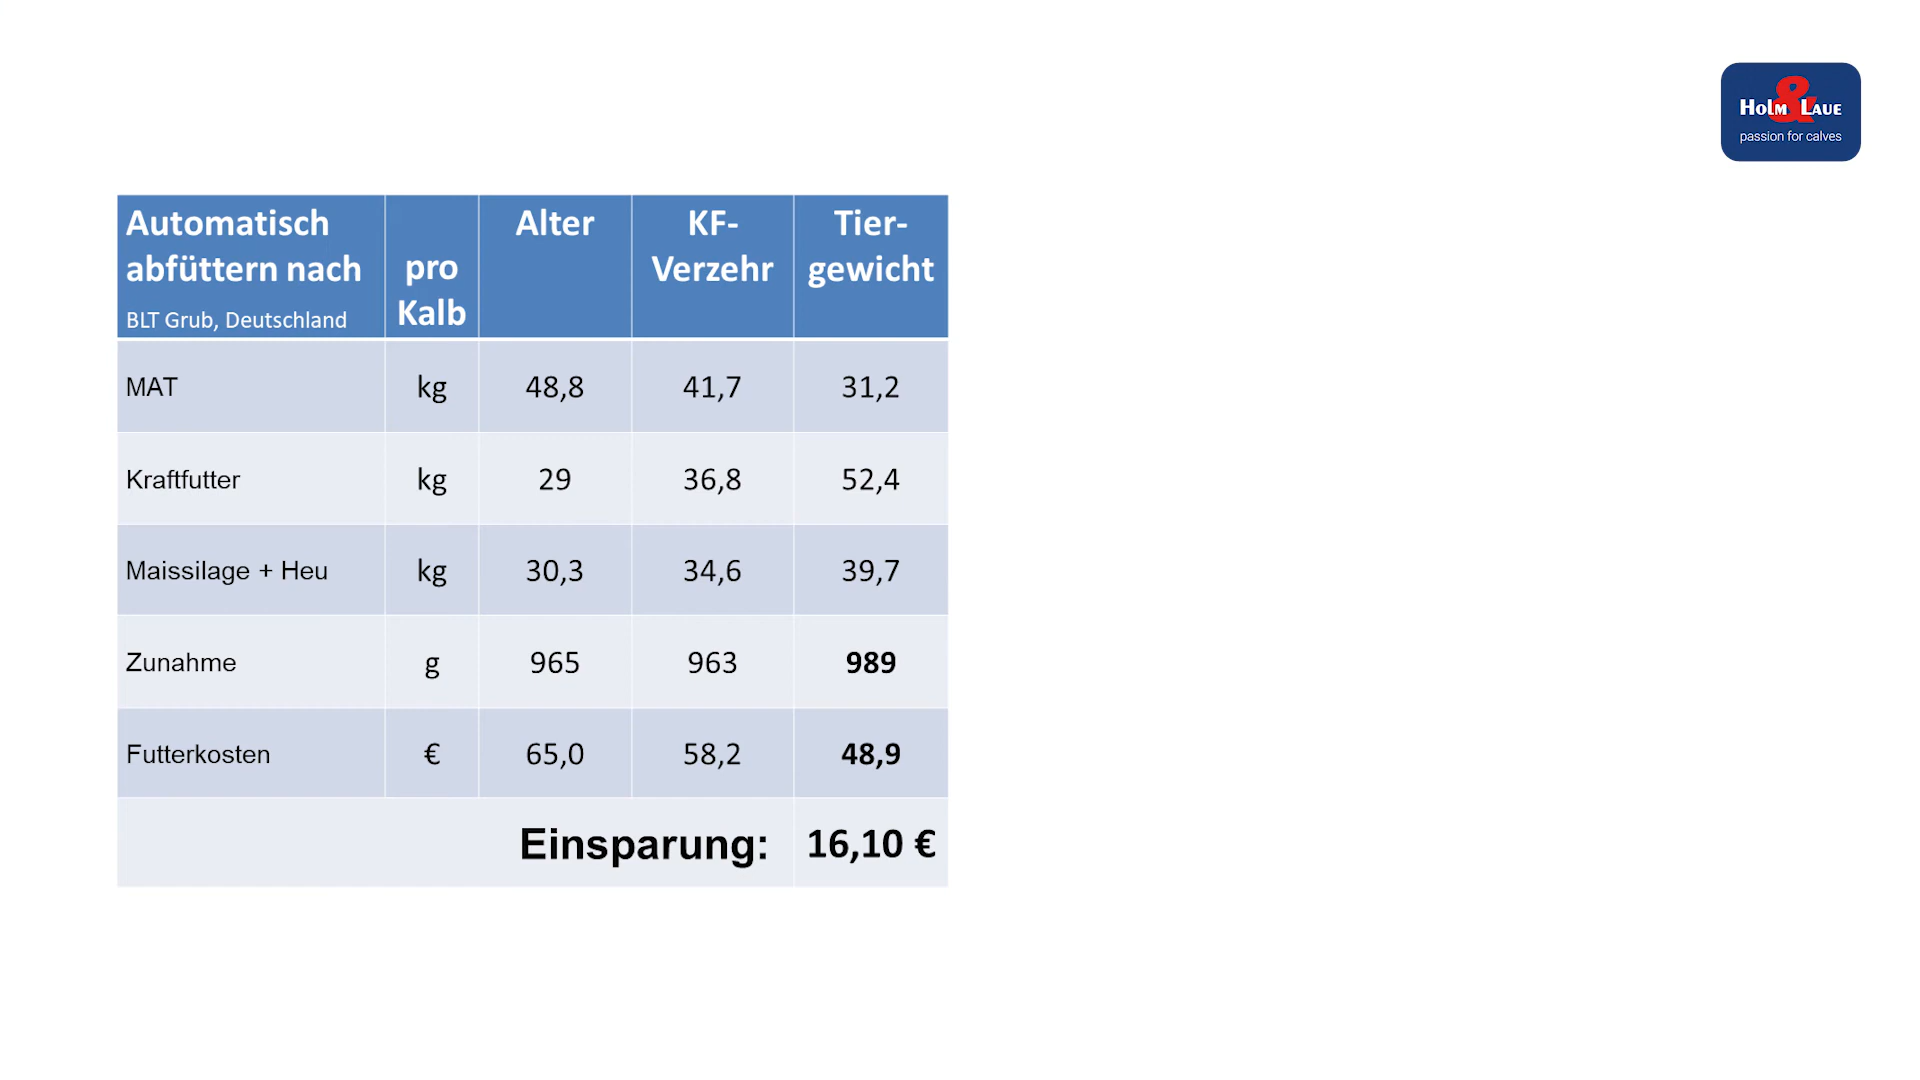 Holm & Laue
passion for calves
Automatisch abfüttern nach BLT Grub, Deutschland
pro Kalb
Alter
KF-Verzehr
Tier-gewicht
MAT kg 48,8 41,7 31,2
Kraftfutter kg 29 36,8 52,4
Maissilage + Heu kg 30,3 34,6 39,7
Zunahme g 965 963 989
Futterkosten € 65,0 58,2 48,9
Einsparung: 16,10 €